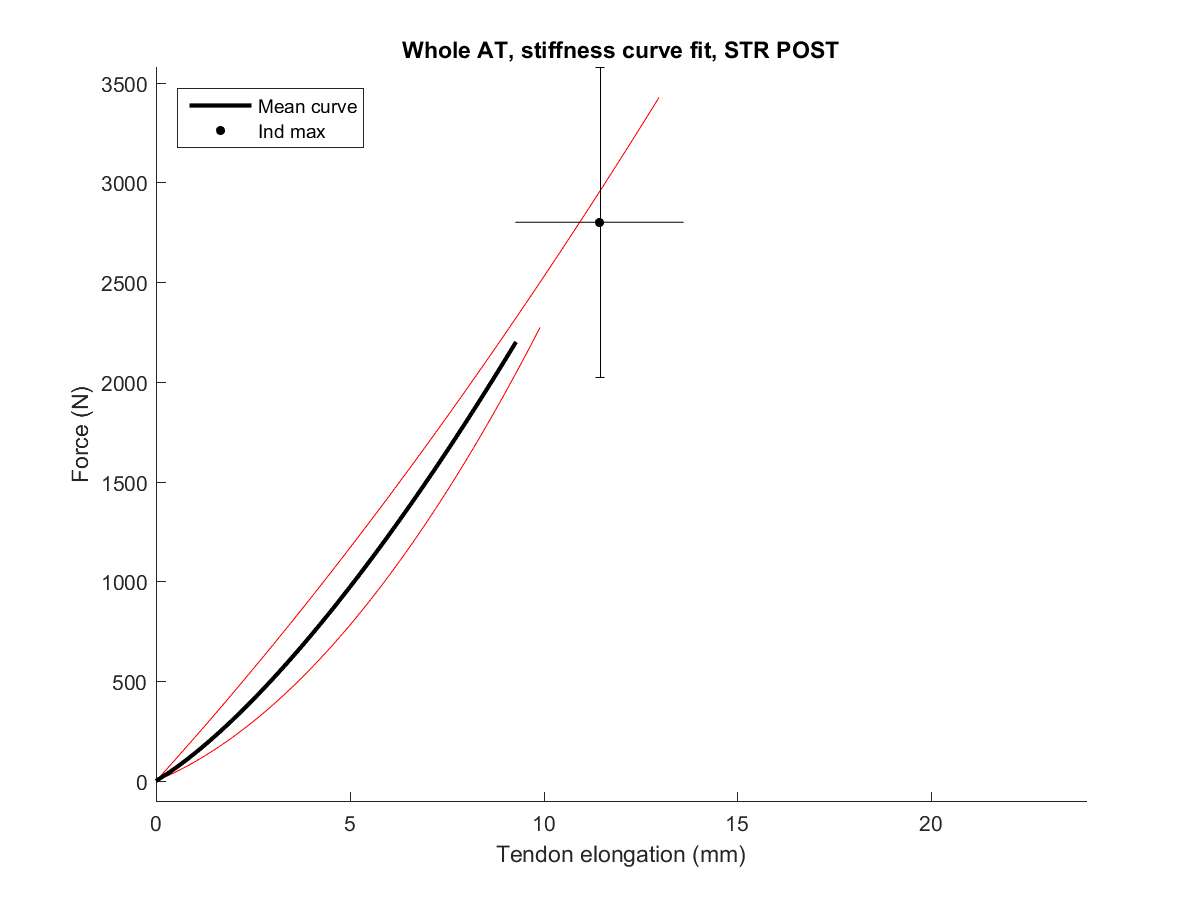 Whole AT, stiffness curve fit, STR POST
Mean curve
Ind max
3500
3000
2500
2000
1500
1000
500
0
Force (N)
0 5 10 15 20
Tendon elongation (mm)